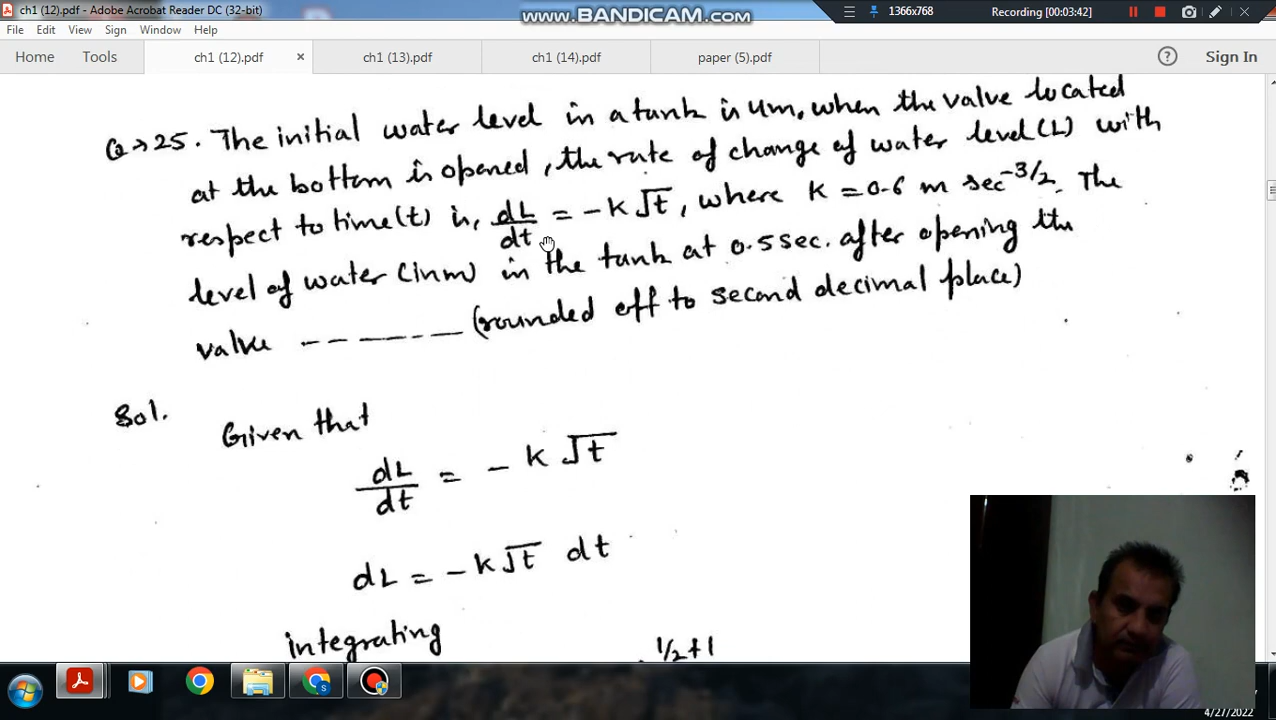 ch1 (12).pdf - Adobe Acrobat Reader DC (32-bit)
www.BANDICAM.com
1366x768
Recording [00:03:42]
File Edit View Sign Window Help
Home Tools ch1 (12).pdf × ch1 (13).pdf ch1 (14).pdf paper (5).pdf ? Sign In
Q→25. The initial water level in a tank is 4m, when the valve located
at the bottom is opened, the rate of change of water level(L) with
respect to time(t) is, dL/dt = -k√t, where k = 0.6 m sec^-3/2. The
level of water (in m) in the tank at 0.5 sec. after opening the
valve ------ (rounded off to second decimal place)
Sol. Given that
dL/dt = -k√t
dL = -k√t dt
integrating
1/2+1
4/27/2022